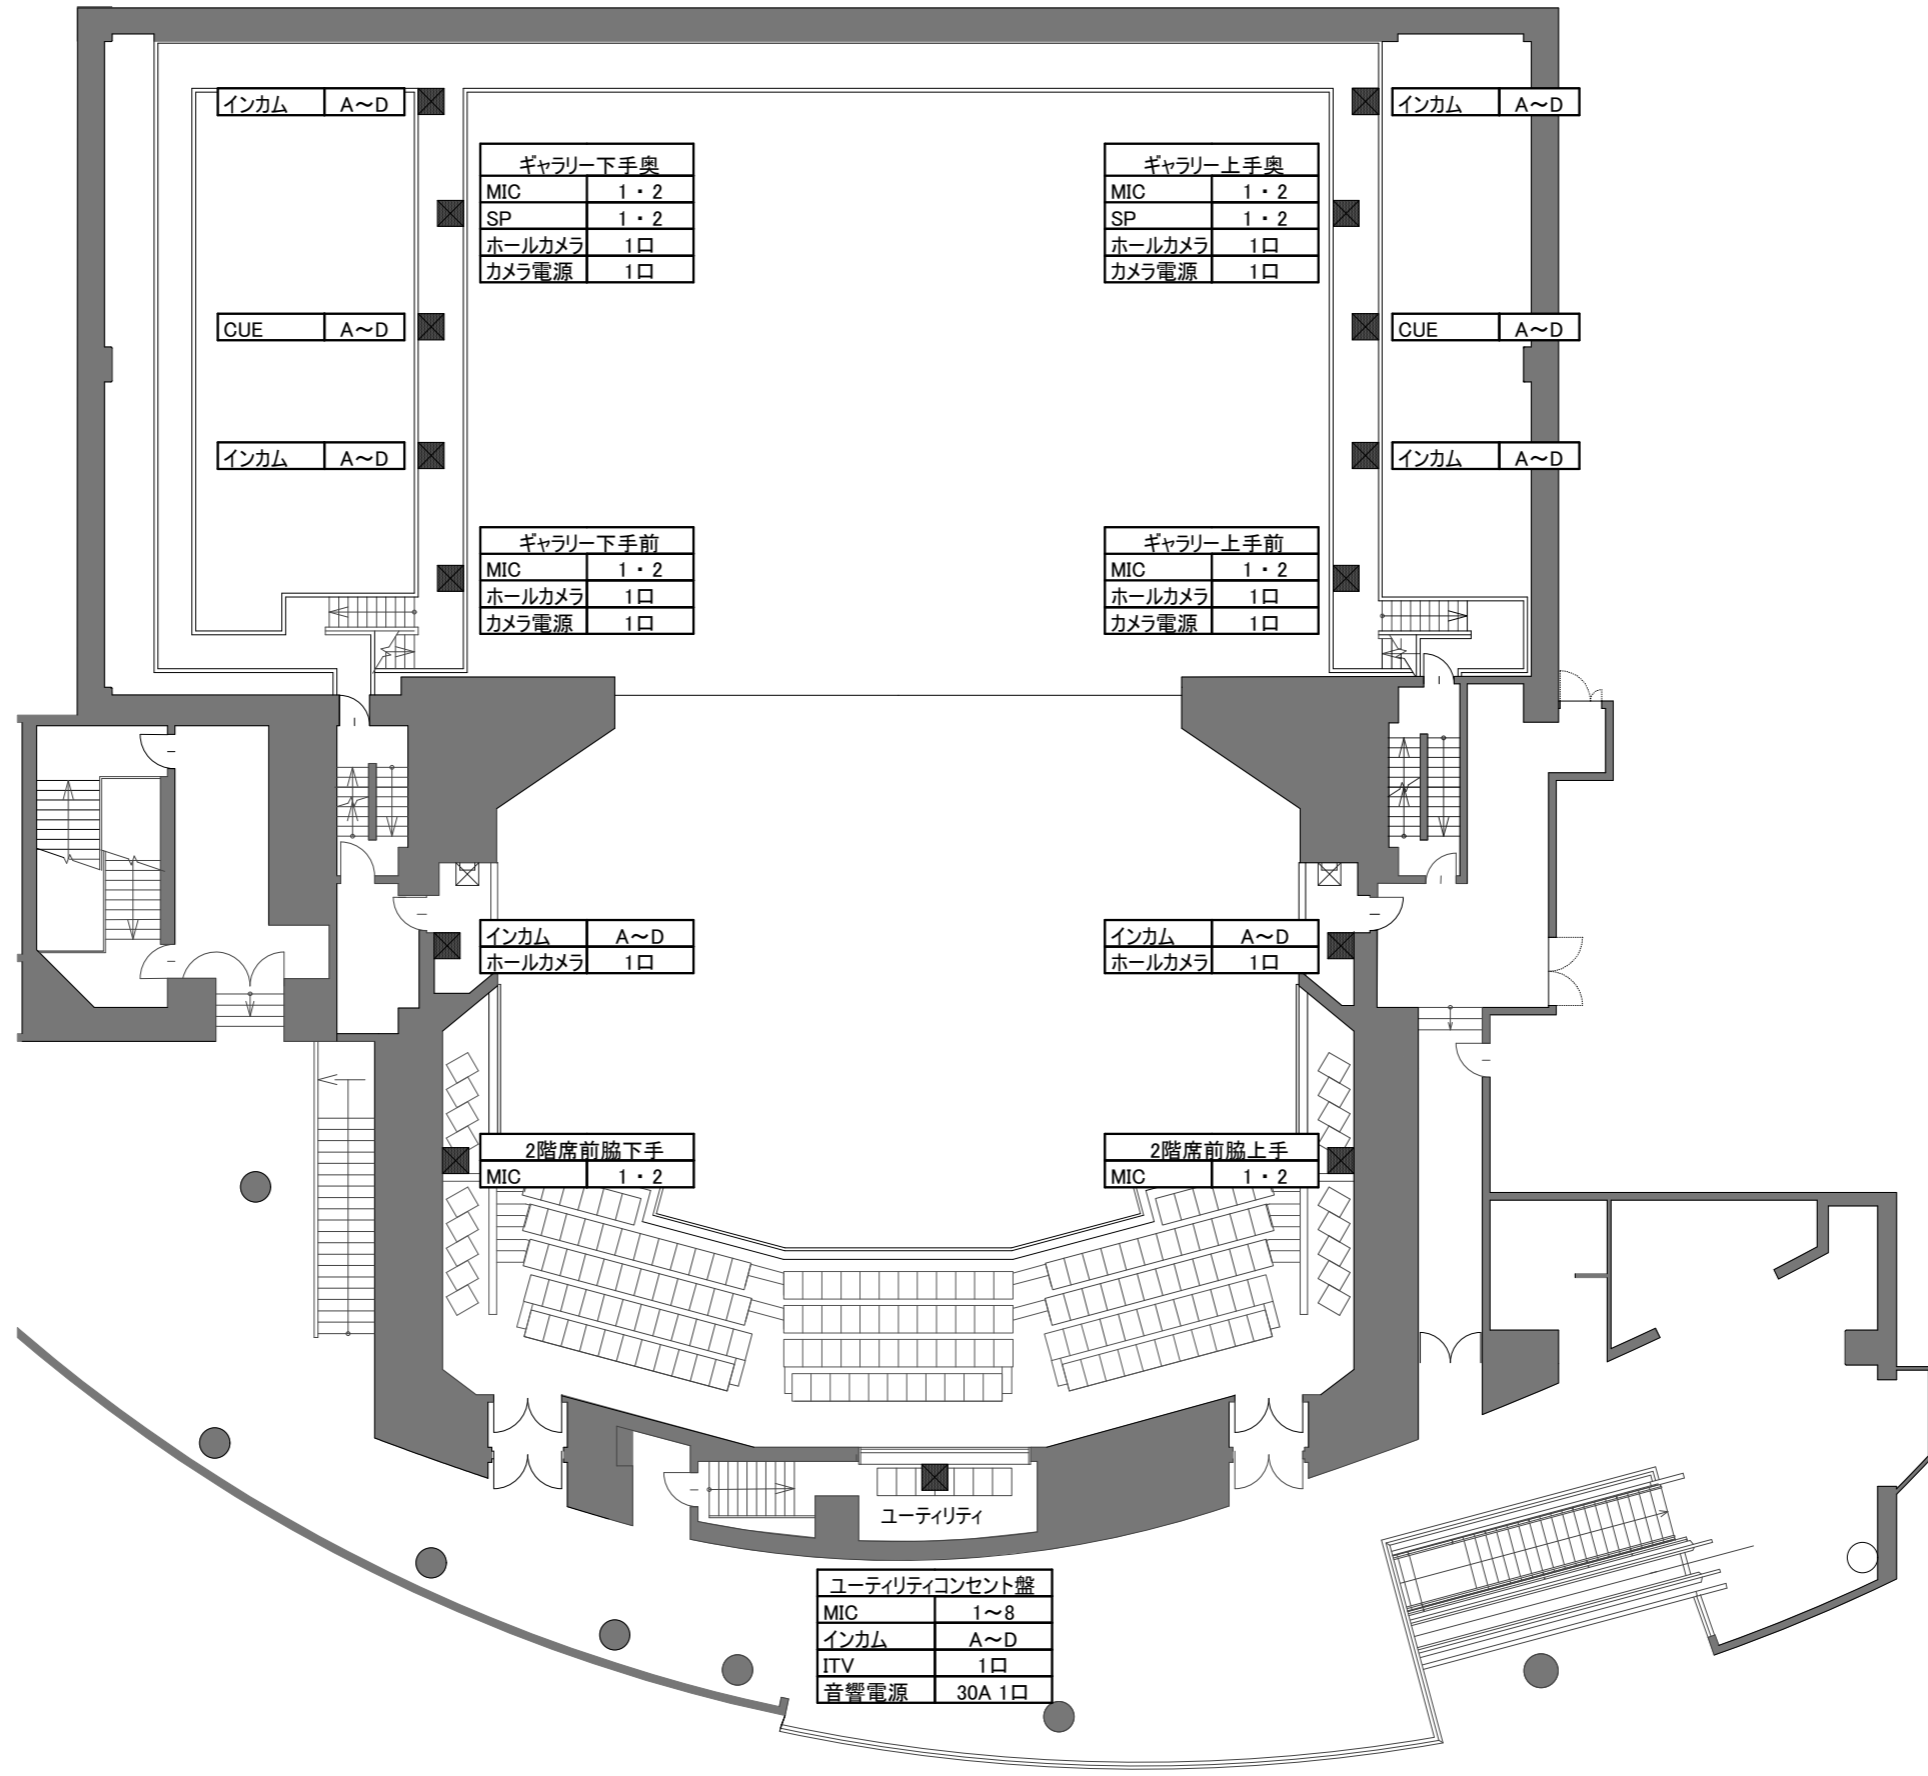 インカム A～D インカム A～D
ギャラリー下手奥 ギャラリー上手奥
MIC 1・2 MIC 1・2
SP 1・2 SP 1・2
ホールカメラ 1口 ホールカメラ 1口
カメラ電源 1口 カメラ電源 1口
CUE A～D CUE A～D
インカム A～D インカム A～D
ギャラリー下手前 ギャラリー上手前
MIC 1・2 MIC 1・2
ホールカメラ 1口 ホールカメラ 1口
カメラ電源 1口 カメラ電源 1口
インカム A～D インカム A～D
ホールカメラ 1口 ホールカメラ 1口
2階席前脇下手 2階席前脇上手
MIC 1・2 MIC 1・2
ユーティリティ
ユーティリティコンセント盤
MIC 1～8
インカム A～D
ITV 1口
音響電源 30A 1口